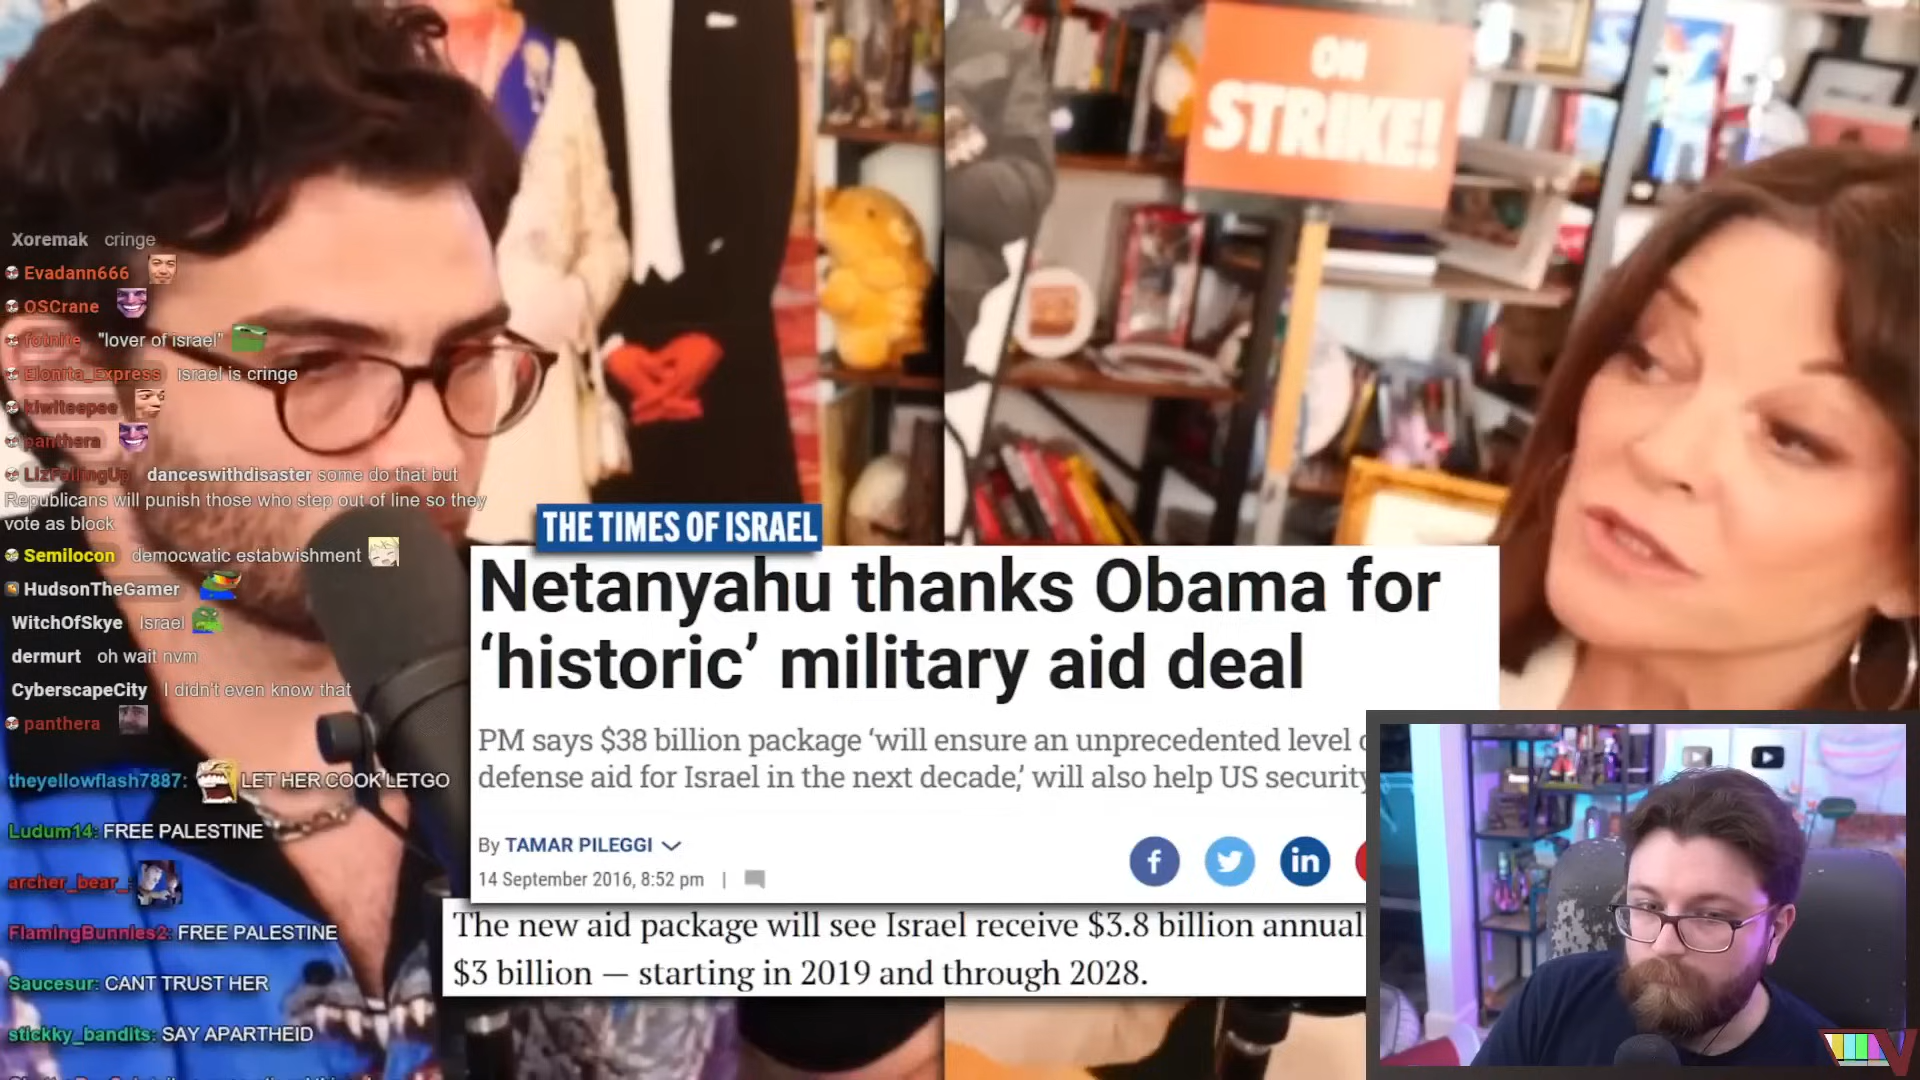 ON
STRIKE!
Xoremak cringe
Evadann666
OSCrane
fotnite "lover of israel"
Elonita_Express israel is cringe
kiwiteepee
panthera
LizFallingUp danceswithdisaster some do that but
Republicans will punish those who step out of line so they
vote as block
Semilocon democwatic estabwishment
HudsonTheGamer
WitchOfSkye Israel
dermurt oh wait nvm
CyberscapeCity I didn't even know that
panthera
theyellowflash7887: LET HER COOK LETGO
Ludum14: FREE PALESTINE
archer_bear_:
FlamingBunnies2: FREE PALESTINE
Saucesur: CANT TRUST HER
stickky_bandits: SAY APARTHEID
THE TIMES OF ISRAEL
Netanyahu thanks Obama for
‘historic’ military aid deal
PM says $38 billion package ‘will ensure an unprecedented level
defense aid for Israel in the next decade,’ will also help US security
By TAMAR PILEGGI
14 September 2016, 8:52 pm |
The new aid package will see Israel receive $3.8 billion annual
$3 billion — starting in 2019 and through 2028.